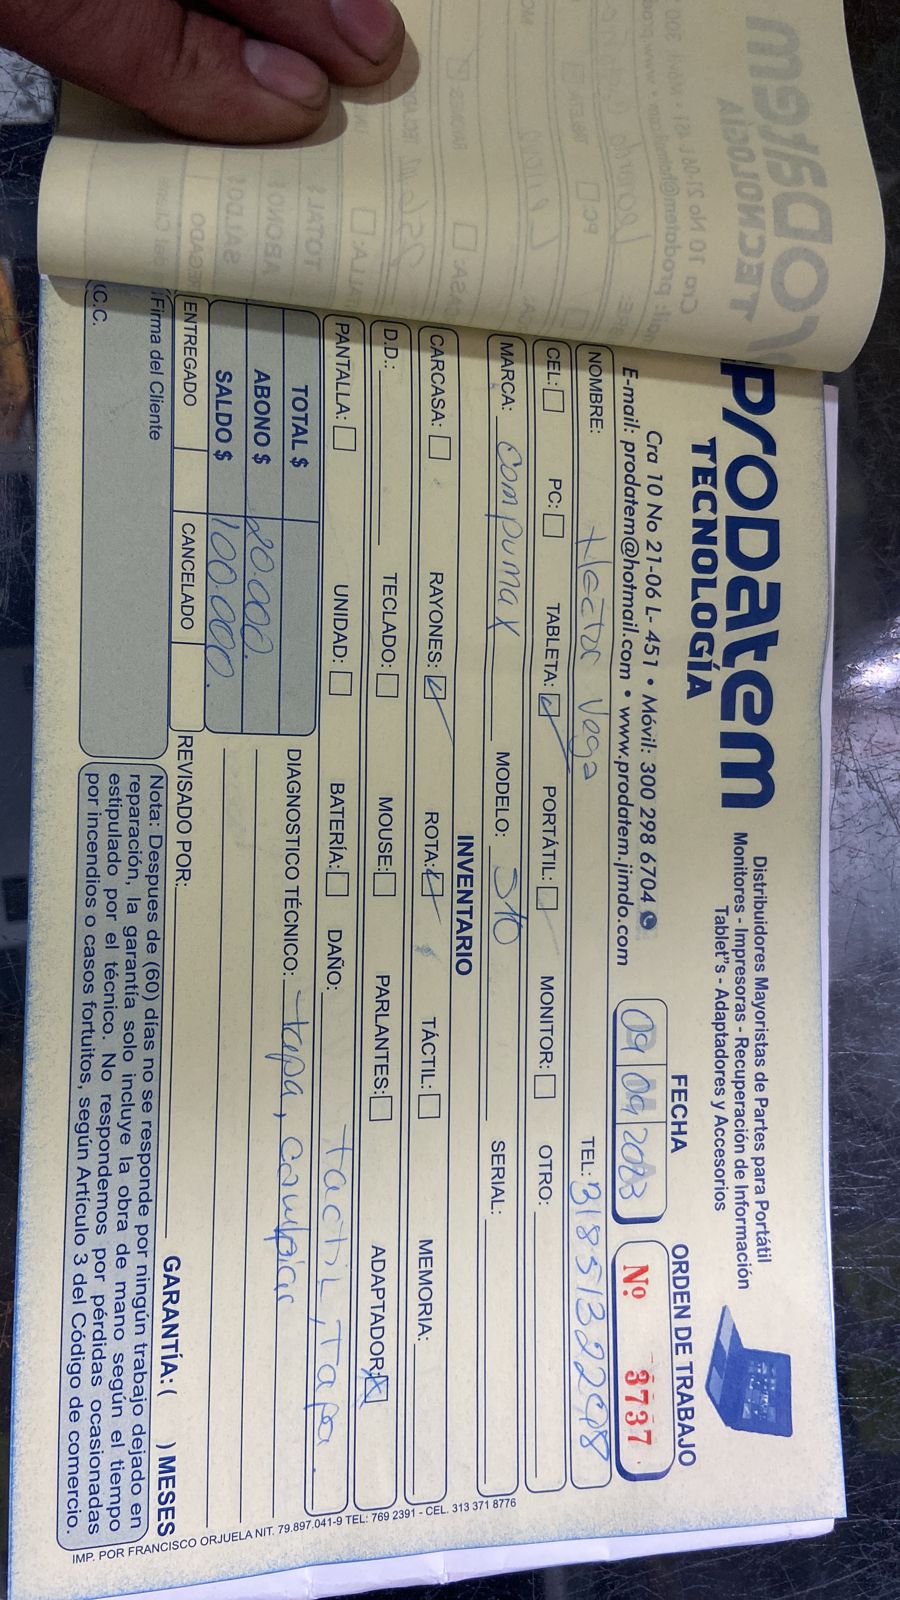 PRODATEM
TECNOLOGÍA
Distribuidores Mayoristas de Partes para Portátil
Monitores - Impresoras - Recuperación de Información
Tablet"s - Adaptadores y Accesorios
Cra 10 No 21-06 L- 451 • Móvil: 300 298 6704
E-mail: prodatem@hotmail.com • www.prodatem.jimdo.com
FECHA
09 09 2023
ORDEN DE TRABAJO
Nº 3737
NOMBRE: Hector Vega TEL: 3185132298
CEL: PC: TABLETA: PORTÁTIL: MONITOR: OTRO:
MARCA: compumax MODELO: S10 SERIAL:
INVENTARIO
CARCASA: RAYONES: ROTA: TÁCTIL: MEMORIA:
D.D.: TECLADO: MOUSE: PARLANTES: ADAPTADOR:
PANTALLA: UNIDAD: BATERÍA: DAÑO: tactil, Tapa.
TOTAL $
ABONO $ 20.000.
SALDO $ 100.000.
DIAGNOSTICO TÉCNICO: tapa, cambiar
ENTREGADO CANCELADO
REVISADO POR: GARANTÍA: ( ) MESES
Firma del Cliente
C.C.
Nota: Despues de (60) días no se responde por ningún trabajo dejado en
reparación, la garantía solo incluye la obra de mano según el tiempo
estipulado por el técnico. No respondemos por pérdidas ocasionadas
por incendios o casos fortuitos, según Artículo 3 del Código de comercio.
IMP. POR FRANCISCO ORJUELA NIT. 79.897.041-9 TEL: 769 2391 - CEL. 313 371 8776